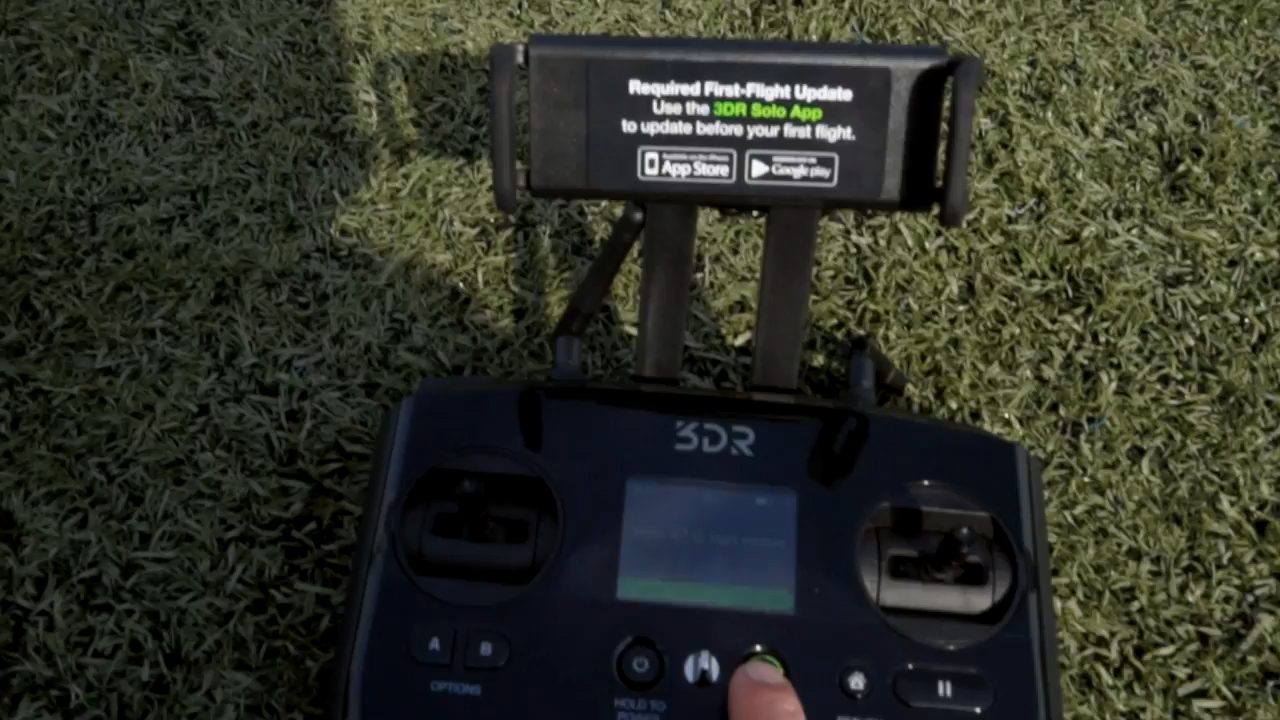 Required First-Flight Update
Use the 3DR Solo App
to update before your first flight.
App Store
Google play
3DR
A B
OPTIONS
HOLD TO
POWER